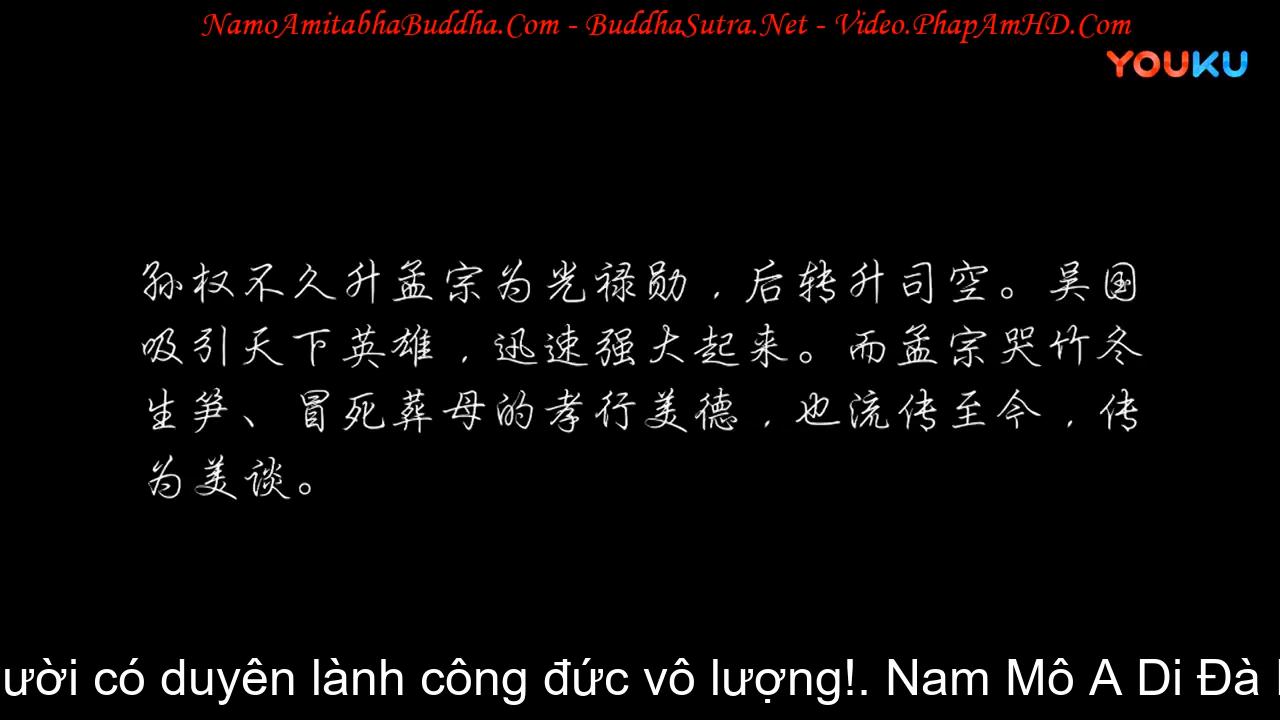 NamoAmitabhaBuddha.Com - BuddhaSutra.Net - Video.PhapAmHD.Com
YOUKU
孙权不久升孟宗为光禄勋，后转升司空。吴国
吸引天下英雄，迅速强大起来。而孟宗哭竹冬
生笋、冒死葬母的孝行美德，也流传至今，传
为美谈。
ười có duyên lành công đức vô lượng!. Nam Mô A Di Đà